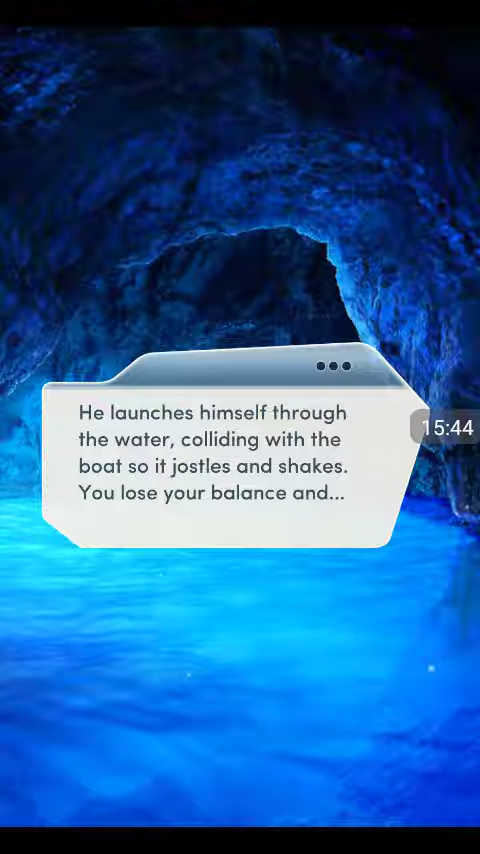 He launches himself through
the water, colliding with the
boat so it jostles and shakes.
You lose your balance and...
15:44